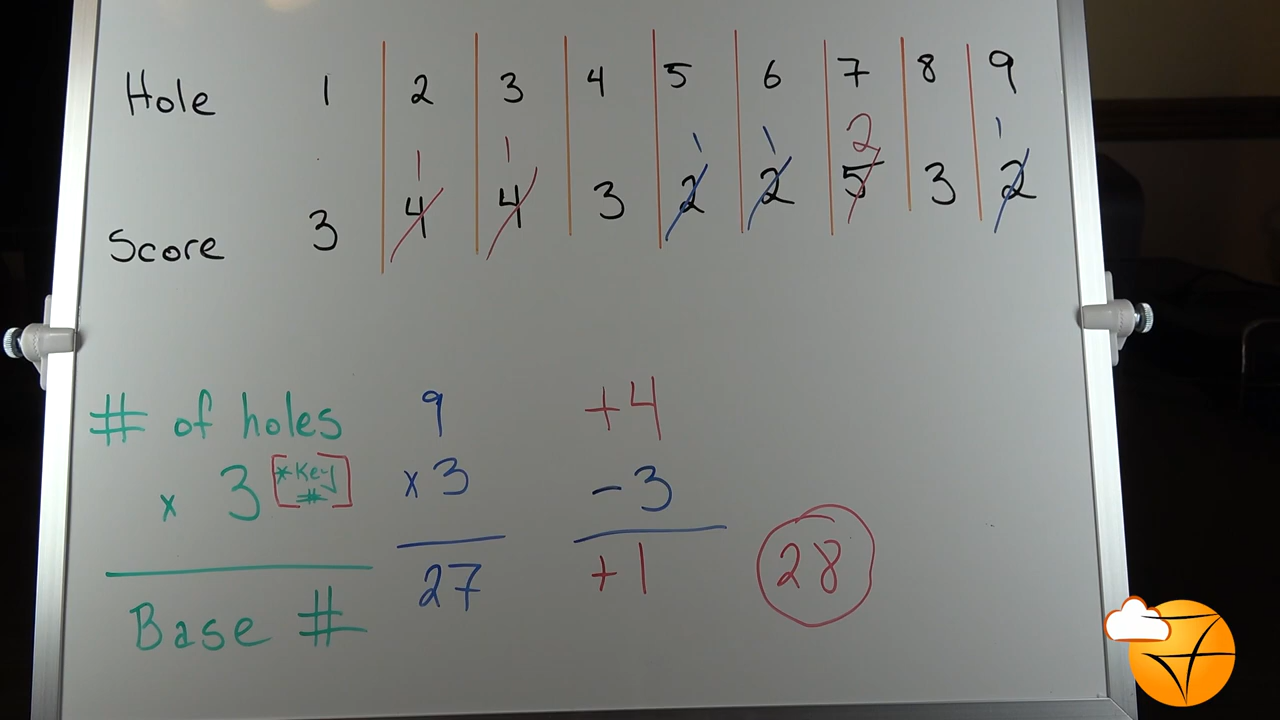 Hole 1 2 3 4 5 6 7 8 9
1 1 1 1 2 1
Score 3 4 4 3 2 2 5 3 2
# of holes 9 +4
x 3 [*Key #] x3 -3
Base # 27 +1 28